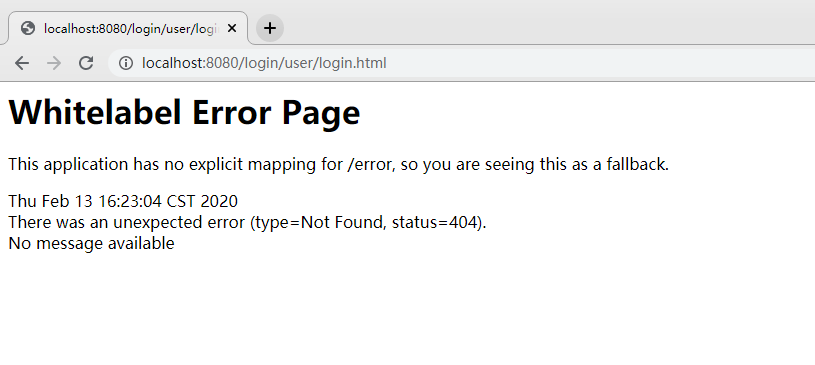 localhost:8080/login/user/logi
localhost:8080/login/user/login.html
Whitelabel Error Page
This application has no explicit mapping for /error, so you are seeing this as a fallback.
Thu Feb 13 16:23:04 CST 2020
There was an unexpected error (type=Not Found, status=404).
No message available